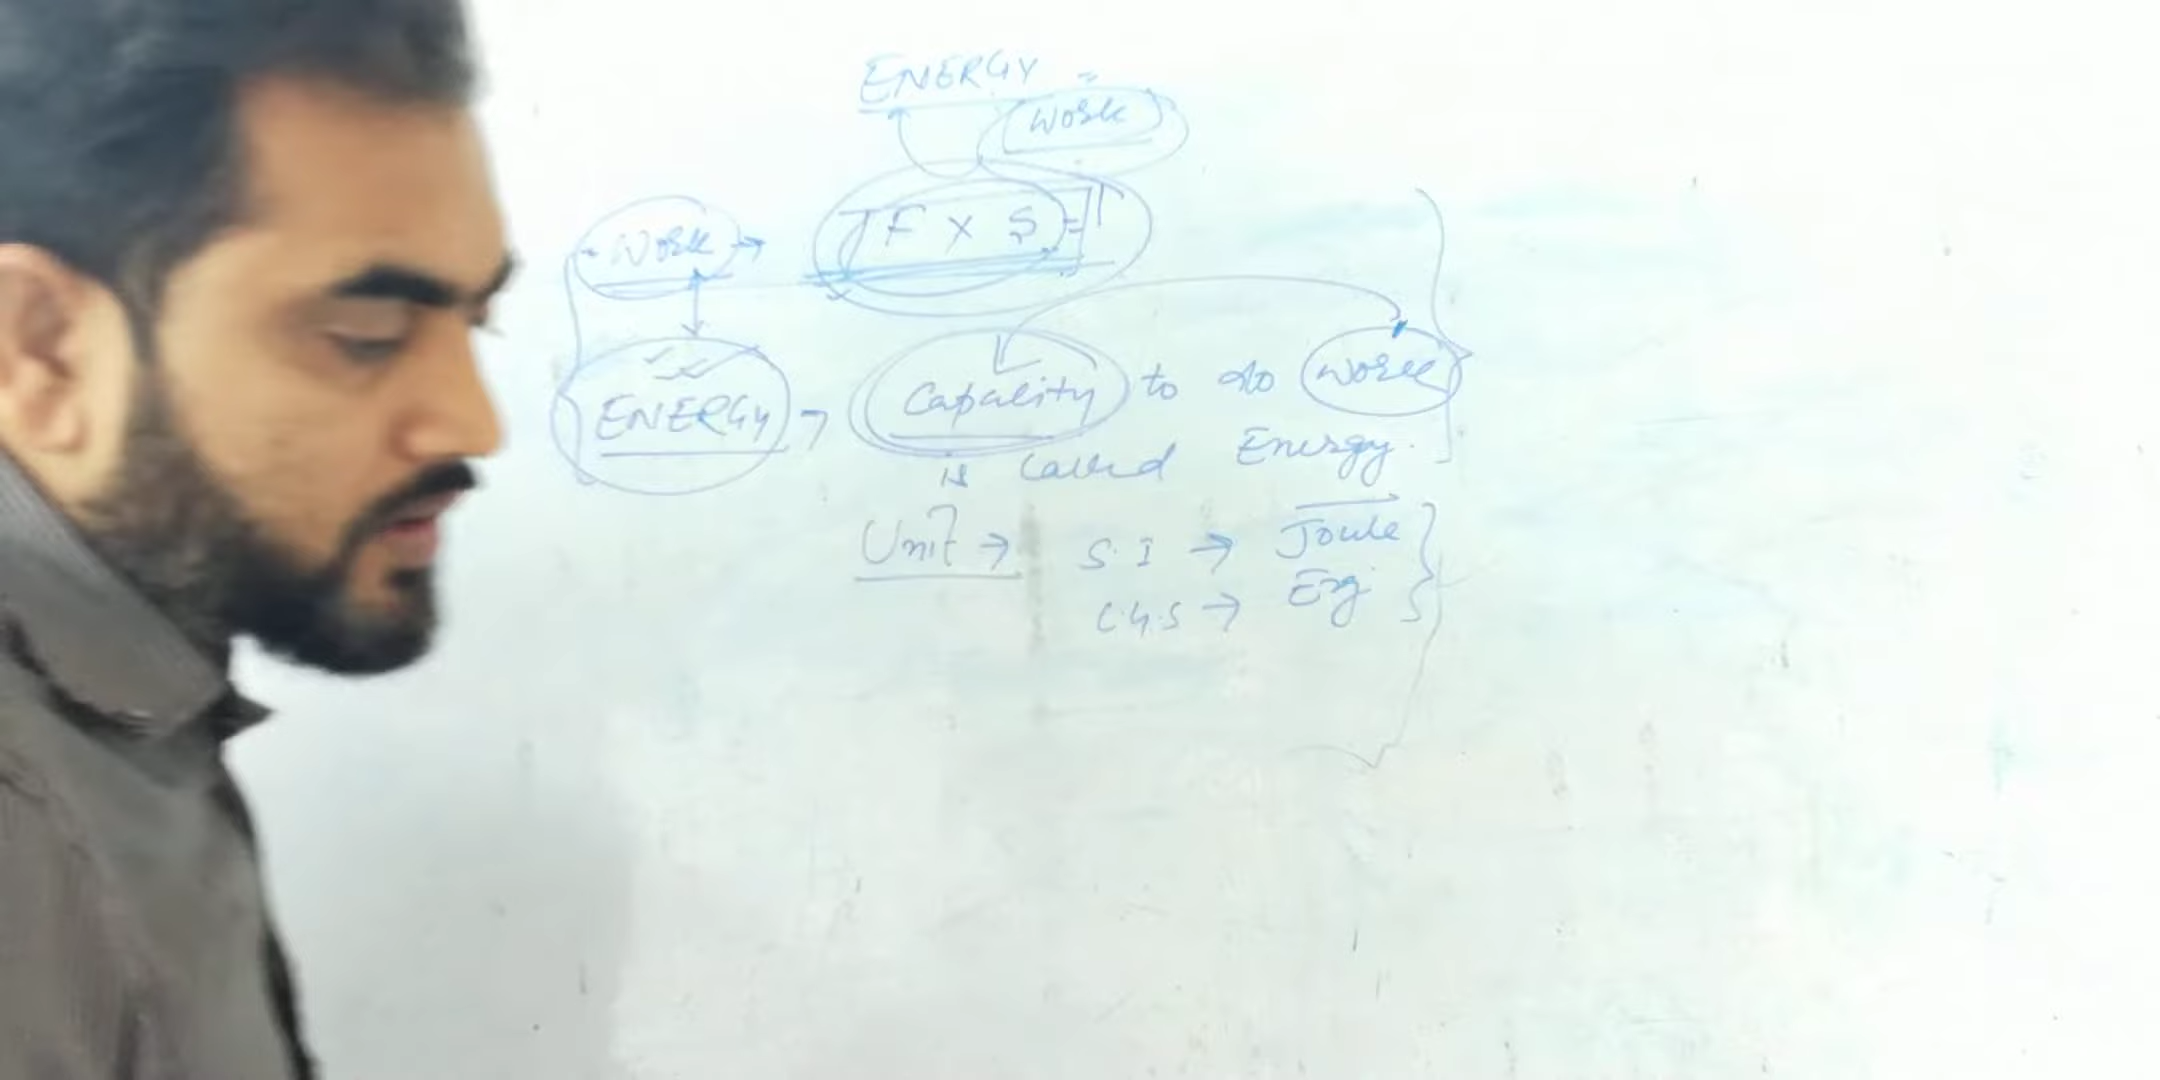 ENERGY =
Work
Work → F x S =
ENERGY → Capacity to do Work
is called Energy.
Unit → S.I → Joule
C.G.S → Erg